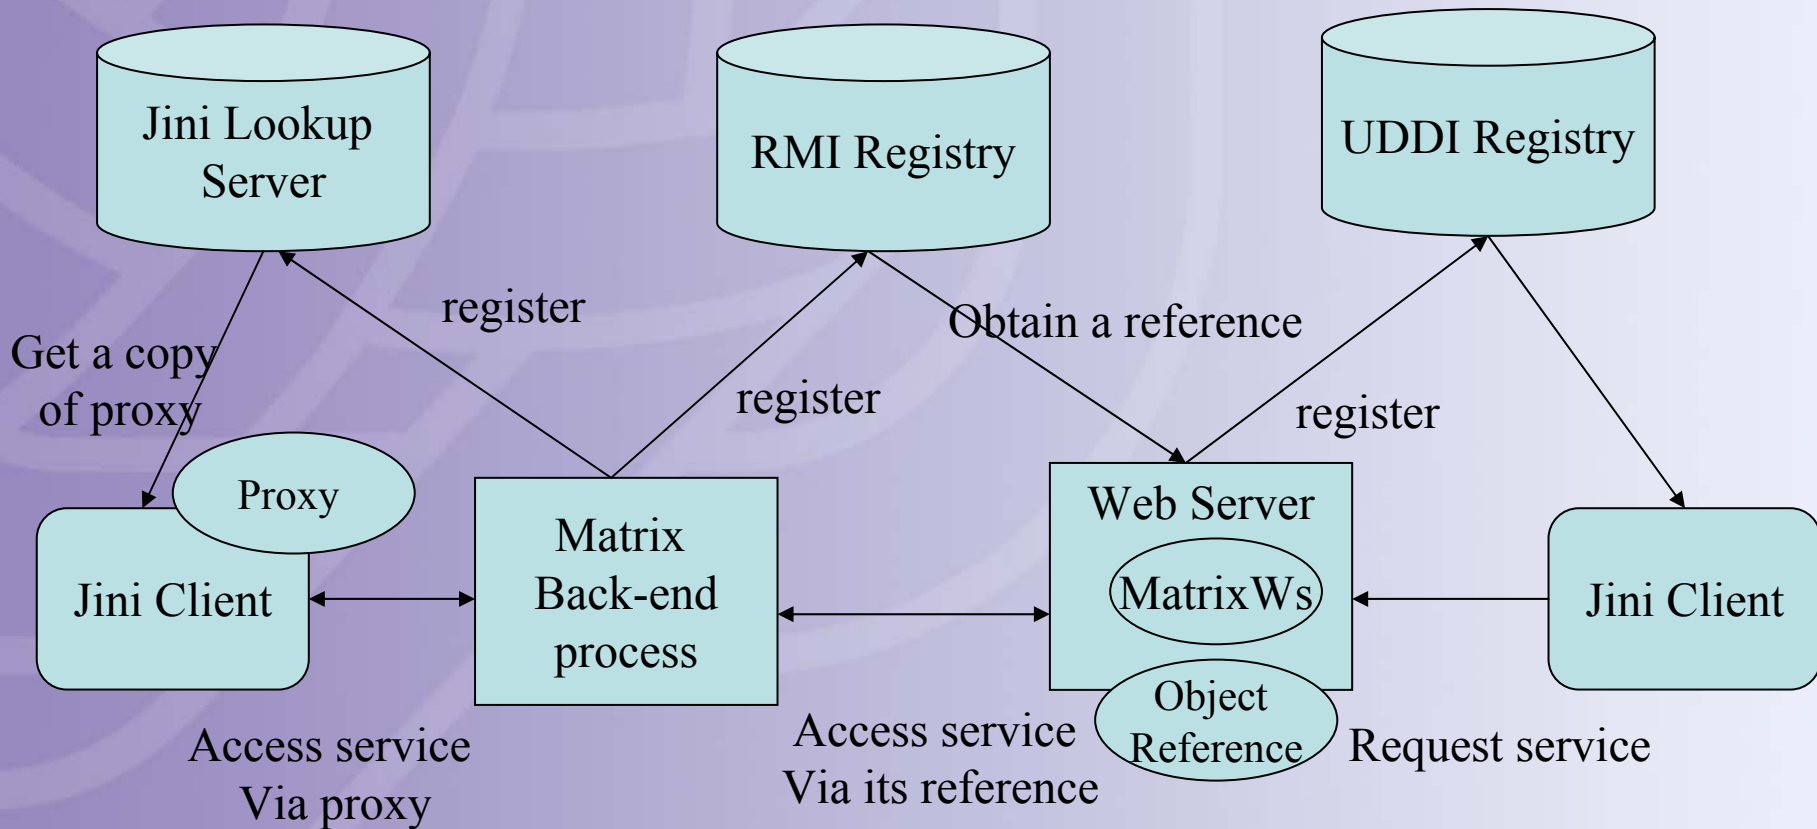 Jini Lookup
Server
RMI Registry
UDDI Registry
register
Obtain a reference
Get a copy
of proxy
register
register
Proxy
Web Server
Matrix
Back-end
process
Jini Client
MatrixWs
Jini Client
Object
Reference
Access service
Via proxy
Access service
Via its reference
Request service